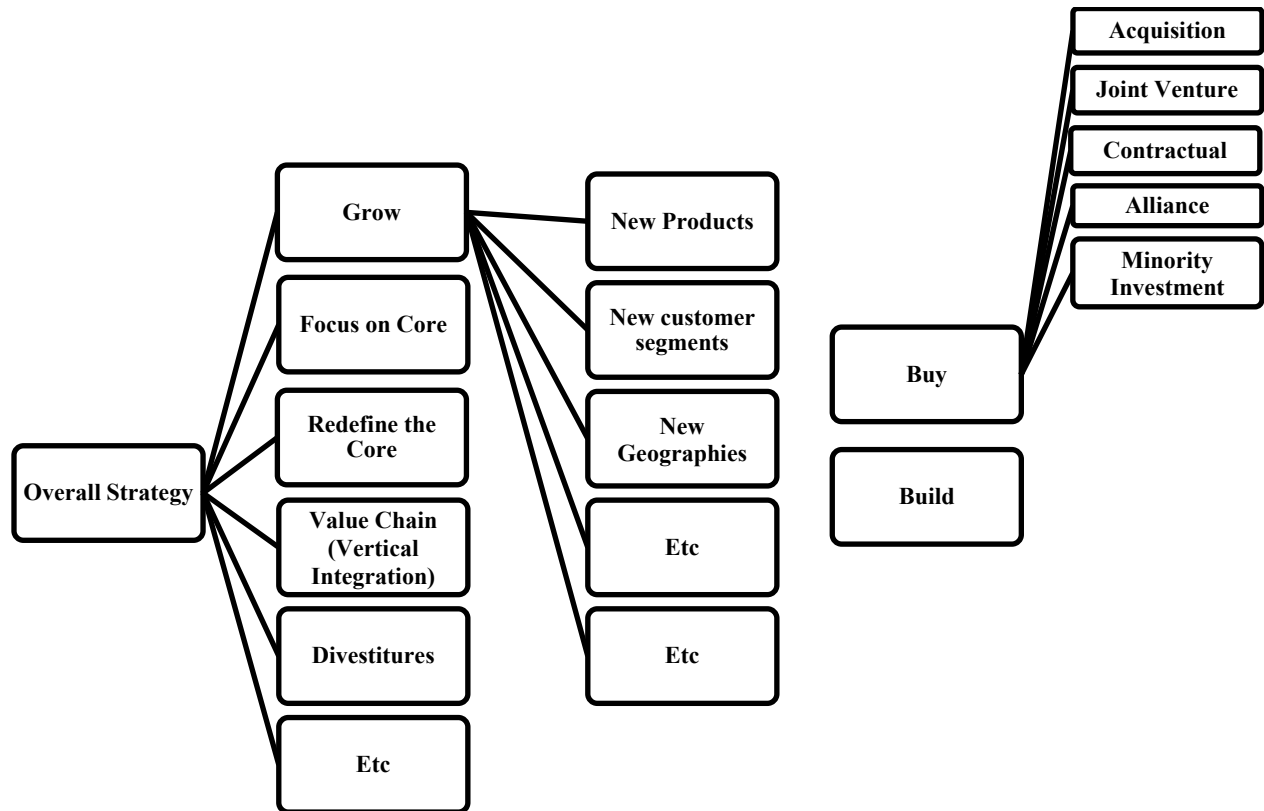 Overall Strategy
Grow
Focus on Core
Redefine the
Core
Value Chain
(Vertical
Integration)
Divestitures
Etc
New Products
New customer
segments
New
Geographies
Etc
Etc
Buy
Build
Acquisition
Joint Venture
Contractual
Alliance
Minority
Investment